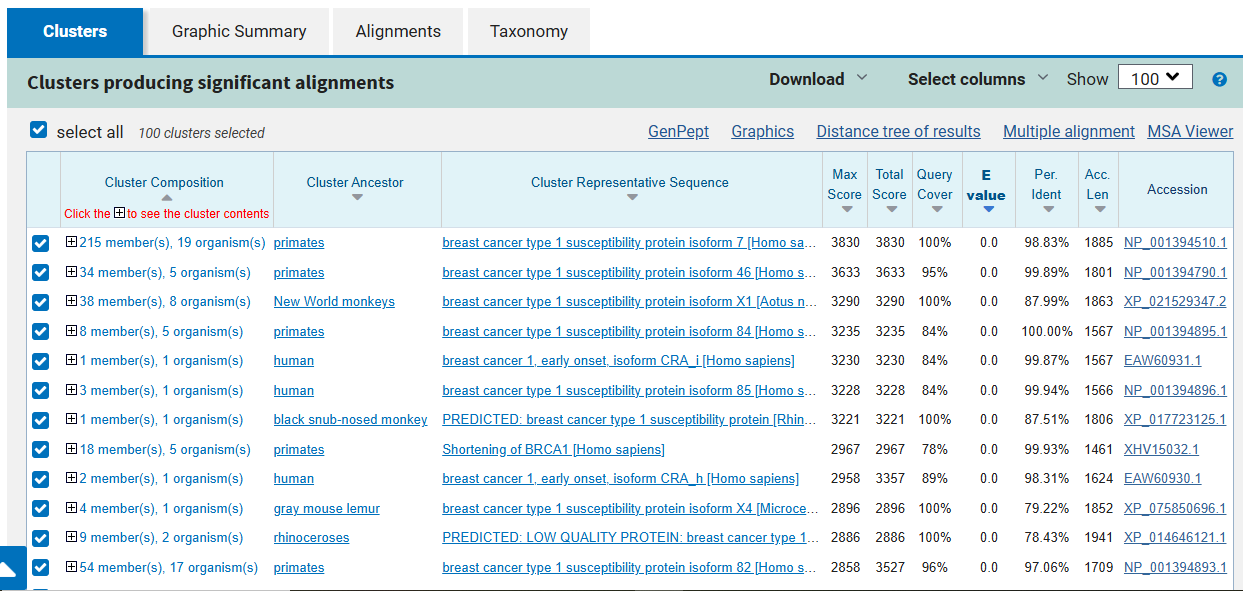 Clusters Graphic Summary Alignments Taxonomy
Clusters producing significant alignments Download Select columns Show 100 ?
select all 100 clusters selected GenPept Graphics Distance tree of results Multiple alignment MSA Viewer
Cluster Composition Cluster Ancestor Cluster Representative Sequence Max Score Total Score Query Cover E value Per. Ident Acc. Len Accession
Click the to see the cluster contents
215 member(s), 19 organism(s) primates breast cancer type 1 susceptibility protein isoform 7 [Homo sa... 3830 3830 100% 0.0 98.83% 1885 NP_001394510.1
34 member(s), 5 organism(s) primates breast cancer type 1 susceptibility protein isoform 46 [Homo s... 3633 3633 95% 0.0 99.89% 1801 NP_001394790.1
38 member(s), 8 organism(s) New World monkeys breast cancer type 1 susceptibility protein isoform X1 [Aotus n... 3290 3290 100% 0.0 87.99% 1863 XP_021529347.2
8 member(s), 5 organism(s) primates breast cancer type 1 susceptibility protein isoform 84 [Homo s... 3235 3235 84% 0.0 100.00% 1567 NP_001394895.1
1 member(s), 1 organism(s) human breast cancer 1, early onset, isoform CRA_i [Homo sapiens] 3230 3230 84% 0.0 99.87% 1567 EAW60931.1
3 member(s), 1 organism(s) human breast cancer type 1 susceptibility protein isoform 85 [Homo s... 3228 3228 84% 0.0 99.94% 1566 NP_001394896.1
1 member(s), 1 organism(s) black snub-nosed monkey PREDICTED: breast cancer type 1 susceptibility protein [Rhin... 3221 3221 100% 0.0 87.51% 1806 XP_017723125.1
18 member(s), 5 organism(s) primates Shortening of BRCA1 [Homo sapiens] 2967 2967 78% 0.0 99.93% 1461 XHV15032.1
2 member(s), 1 organism(s) human breast cancer 1, early onset, isoform CRA_h [Homo sapiens] 2958 3357 89% 0.0 98.31% 1624 EAW60930.1
4 member(s), 1 organism(s) gray mouse lemur breast cancer type 1 susceptibility protein isoform X4 [Microce... 2896 2896 100% 0.0 79.22% 1852 XP_075850696.1
9 member(s), 2 organism(s) rhinoceroses PREDICTED: LOW QUALITY PROTEIN: breast cancer type 1... 2886 2886 100% 0.0 78.43% 1941 XP_014646121.1
54 member(s), 17 organism(s) primates breast cancer type 1 susceptibility protein isoform 82 [Homo s... 2858 3527 96% 0.0 97.06% 1709 NP_001394893.1